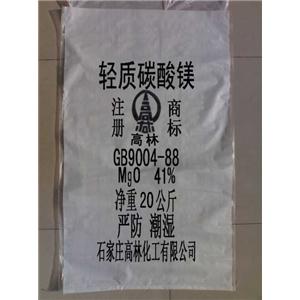 轻质碳酸镁
注册 商标
高林
GB9004-88
MgO 41%
净重20公斤
严防 潮湿
石家庄高林化工有限公司